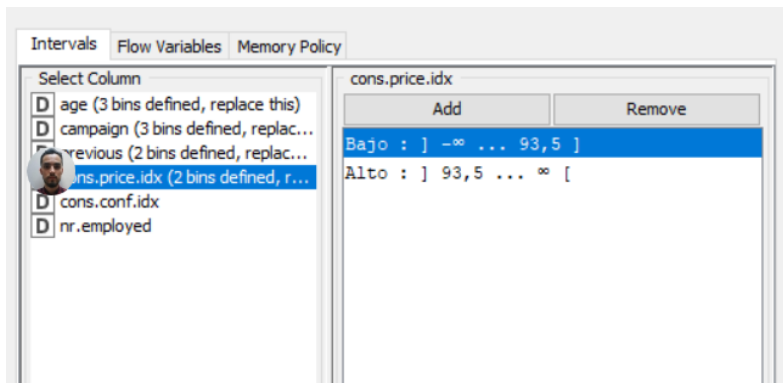 Intervals Flow Variables Memory Policy
Select Column
D age (3 bins defined, replace this)
D campaign (3 bins defined, replac...
previous (2 bins defined, replac...
cons.price.idx (2 bins defined, r...
D cons.conf.idx
D nr.employed
cons.price.idx
Add Remove
Bajo : ] -∞ ... 93,5 ]
Alto : ] 93,5 ... ∞ [